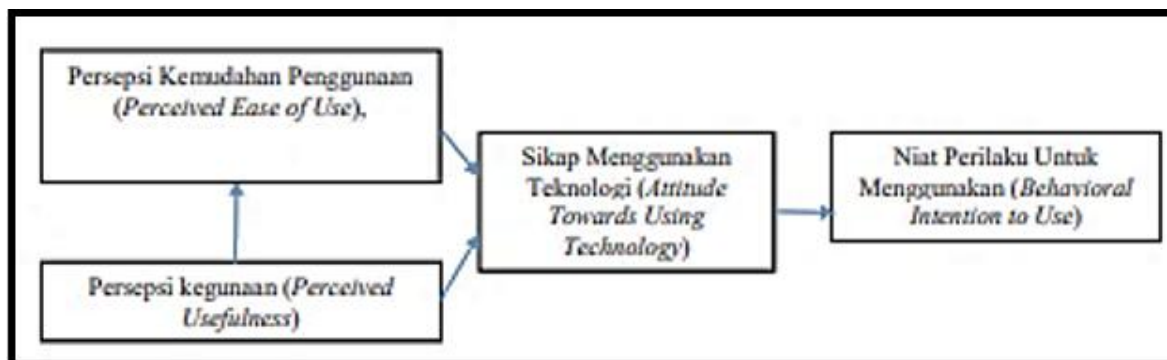 Persepsi Kemudahan Penggunaan
(Perceived Ease of Use),
Persepsi kegunaan (Perceived
Usefulness)
Sikap Menggunakan
Teknologi (Attitude
Towards Using
Technology)
Niat Perilaku Untuk
Menggunakan (Behavioral
Intention to Use)